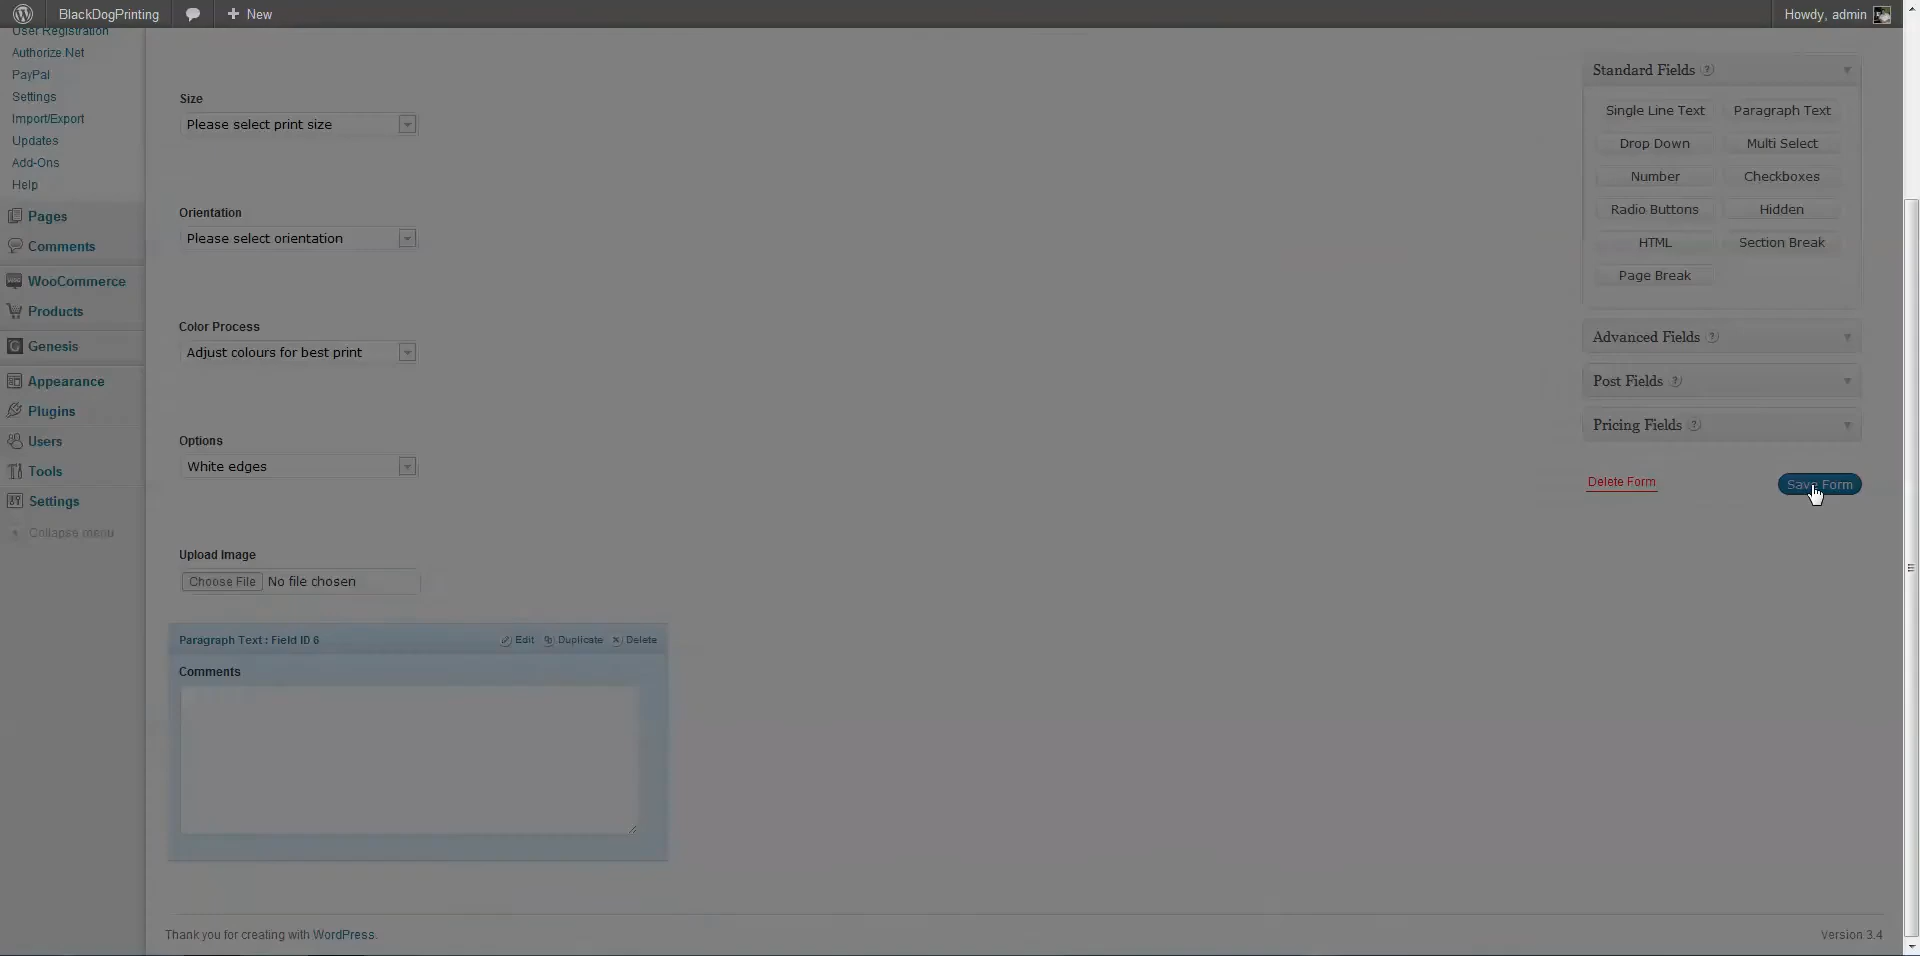 BlackDogPrinting
New
Howdy, admin
User Registration
Authorize.Net
PayPal
Settings
Import/Export
Updates
Add-Ons
Help
Pages
Comments
WooCommerce
Products
Genesis
Appearance
Plugins
Users
Tools
Settings
Collapse menu
Size
Please select print size
Orientation
Please select orientation
Color Process
Adjust colours for best print
Options
White edges
Upload Image
Choose File No file chosen
Paragraph Text : Field ID 6 Edit Duplicate Delete
Comments
Standard Fields ?
Single Line Text Paragraph Text
Drop Down Multi Select
Number Checkboxes
Radio Buttons Hidden
HTML Section Break
Page Break
Advanced Fields ?
Post Fields ?
Pricing Fields ?
Delete Form Save Form
Thank you for creating with WordPress.
Version 3.4